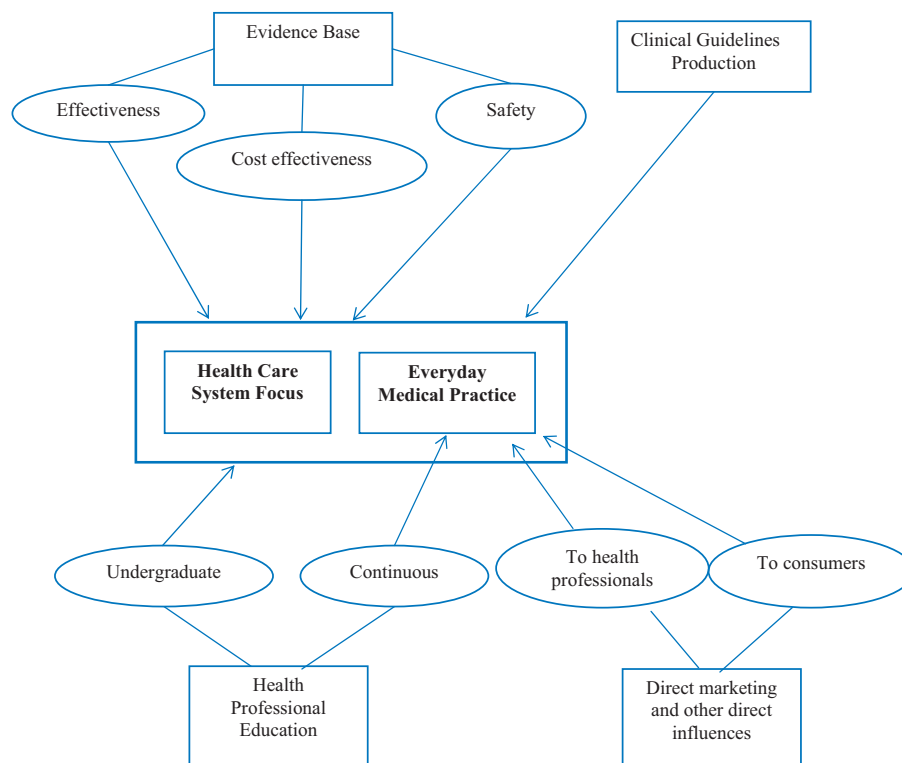 Evidence Base
Clinical Guidelines
Production
Effectiveness
Safety
Cost effectiveness
Health Care
System Focus
Everyday
Medical Practice
Undergraduate
Continuous
To health
professionals
To consumers
Health
Professional
Education
Direct marketing
and other direct
influences